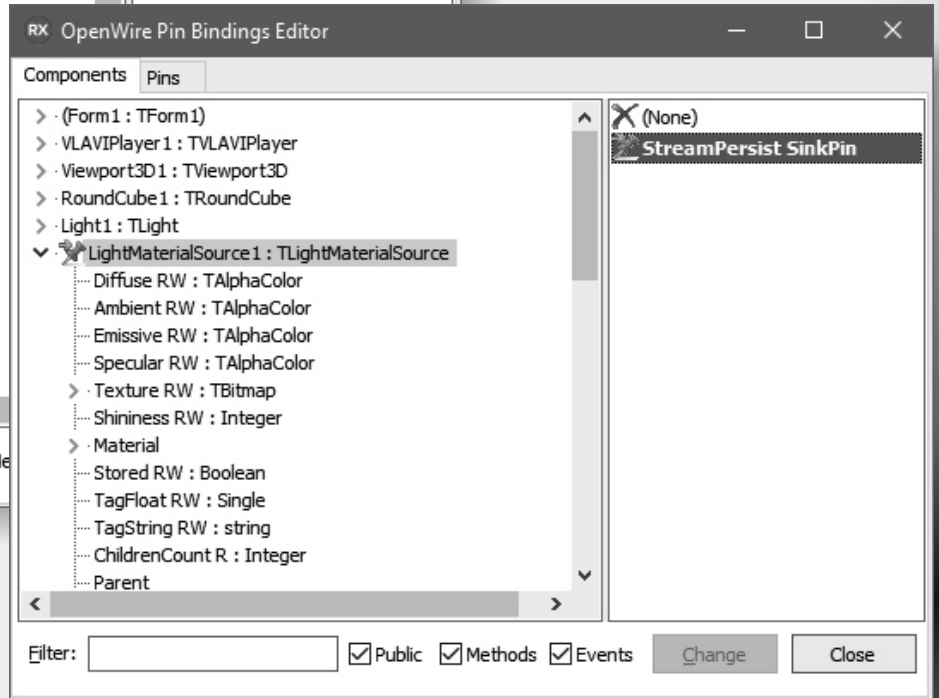 RX OpenWire Pin Bindings Editor
Components Pins
(Form1 : TForm1)
VLAVIPlayer1 : TVLAVIPlayer
Viewport3D1 : TViewport3D
RoundCube1 : TRoundCube
Light1 : TLight
LightMaterialSource1 : TLightMaterialSource
Diffuse RW : TAlphaColor
Ambient RW : TAlphaColor
Emissive RW : TAlphaColor
Specular RW : TAlphaColor
Texture RW : TBitmap
Shininess RW : Integer
Material
Stored RW : Boolean
TagFloat RW : Single
TagString RW : string
ChildrenCount R : Integer
Parent
(None)
StreamPersist SinkPin
Filter: Public Methods Events Change Close